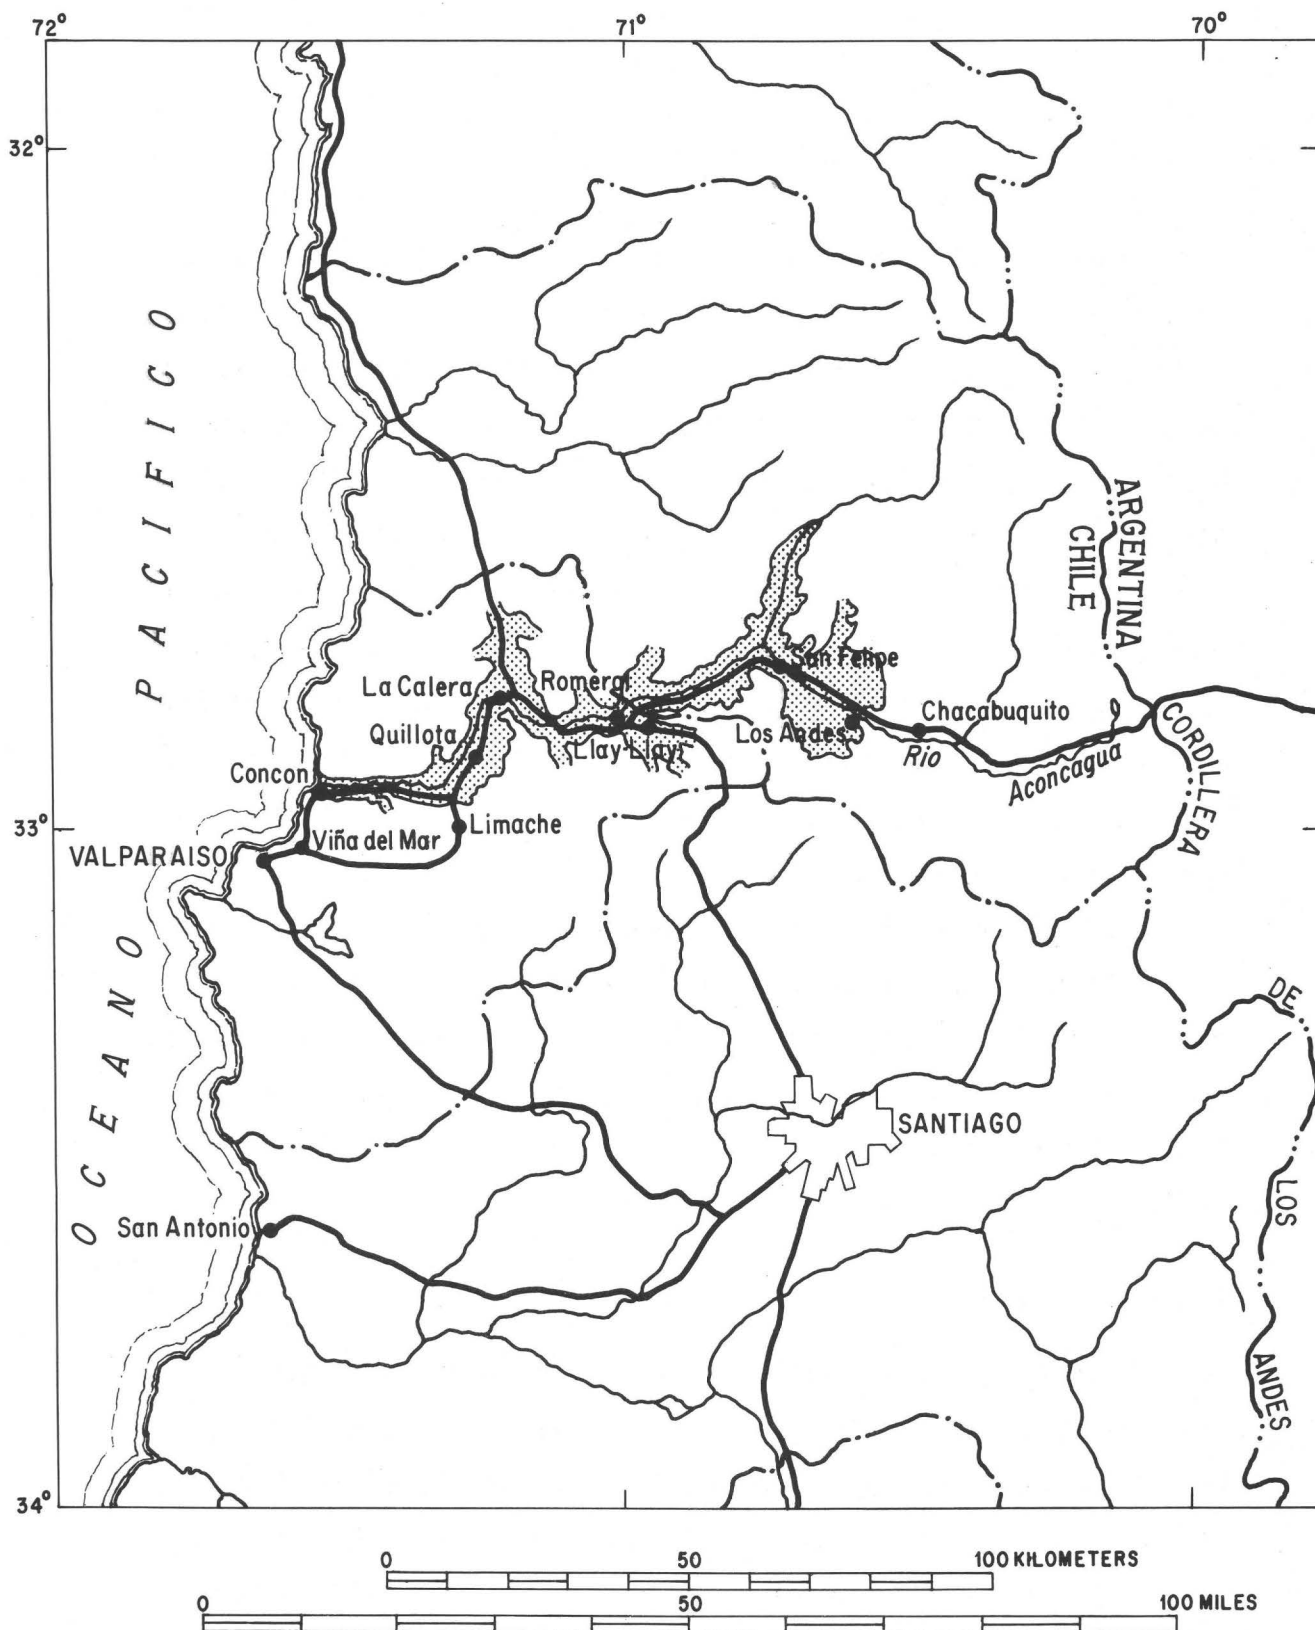 72°
71°
70°
32°
OCEANO PACIFICO
ARGENTINA
CHILE
San Felipe
La Calera
Romeral
Chacabuquito
Quillota
Llay-Llay
Los Andes
Rio Aconcagua
CORDILLERA DE LOS ANDES
Concon
Limache
33°
Viña del Mar
VALPARAISO
SANTIAGO
San Antonio
34°
0 50 100 KILOMETERS
0 50 100 MILES